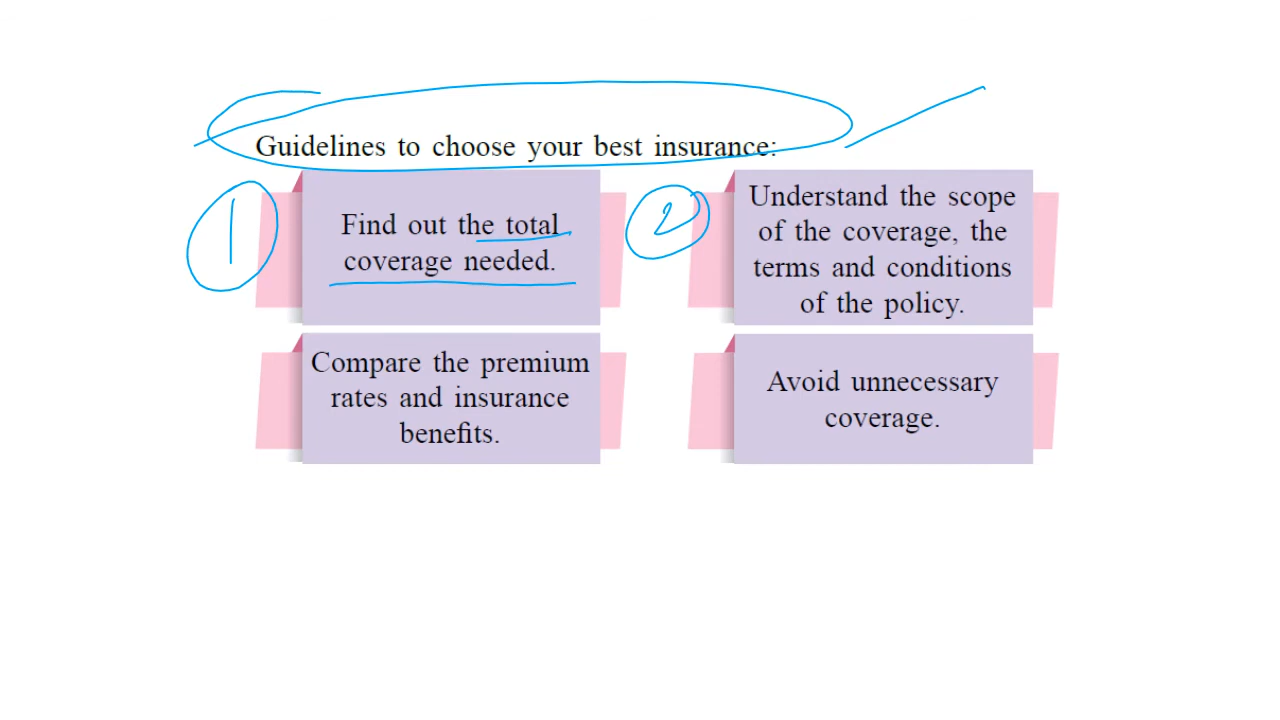 Guidelines to choose your best insurance:
1
Find out the total
coverage needed.
2
Understand the scope
of the coverage, the
terms and conditions
of the policy.
Compare the premium
rates and insurance
benefits.
Avoid unnecessary
coverage.